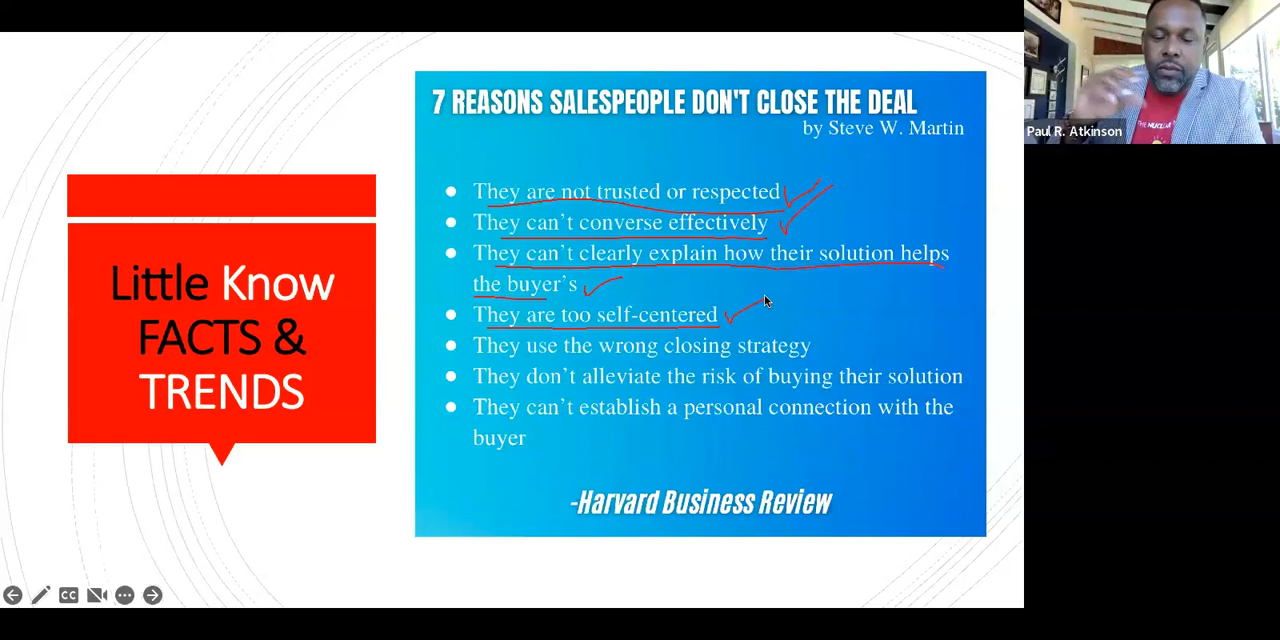 Little Know
FACTS &
TRENDS
7 REASONS SALESPEOPLE DON'T CLOSE THE DEAL
by Steve W. Martin
They are not trusted or respected
They can't converse effectively
They can't clearly explain how their solution helps
the buyer's
They are too self-centered
They use the wrong closing strategy
They don't alleviate the risk of buying their solution
They can't establish a personal connection with the
buyer
-Harvard Business Review
CC
Paul R. Atkinson
THE NUCLEAR